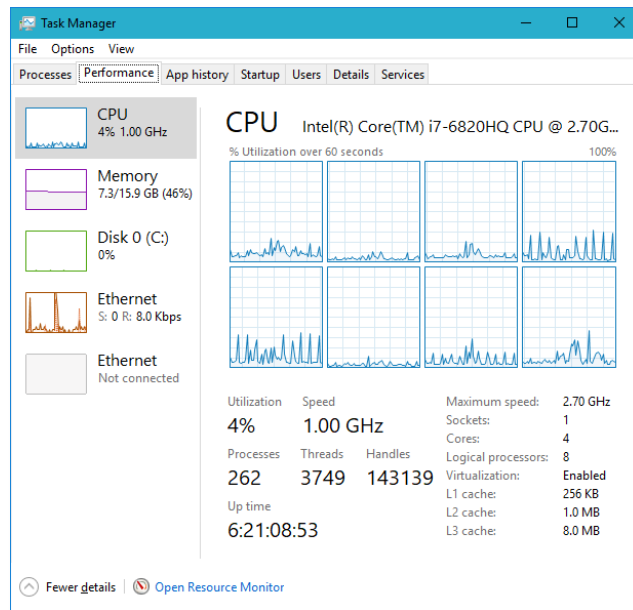 Task Manager
File Options View
Processes Performance App history Startup Users Details Services
CPU
4% 1.00 GHz
Memory
7.3/15.9 GB (46%)
Disk 0 (C:)
0%
Ethernet
S: 0 R: 8.0 Kbps
Ethernet
Not connected
CPU Intel(R) Core(TM) i7-6820HQ CPU @ 2.70G...
% Utilization over 60 seconds 100%
Utilization Speed
4% 1.00 GHz
Processes Threads Handles
262 3749 143139
Up time
6:21:08:53
Maximum speed: 2.70 GHz
Sockets: 1
Cores: 4
Logical processors: 8
Virtualization: Enabled
L1 cache: 256 KB
L2 cache: 1.0 MB
L3 cache: 8.0 MB
Fewer details Open Resource Monitor